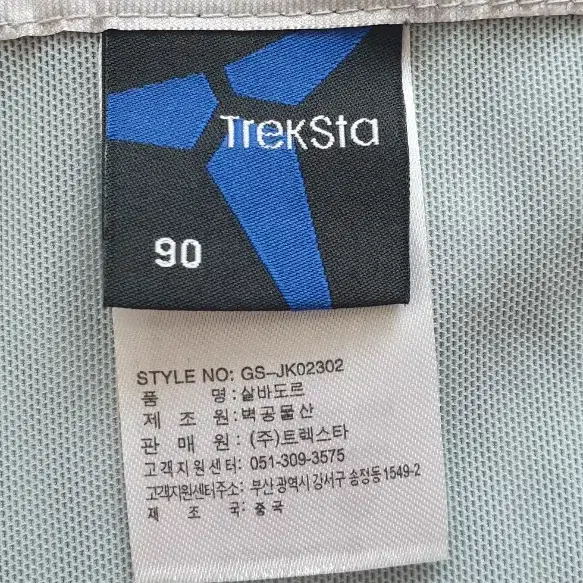 TrekSta
90
STYLE NO: GS-JK02302
품 명 : 살바도르
제 조 원 : 벽공물산
판 매 원 : (주)트렉스타
고객지원센터: 051-309-3575
고객지원센터주소: 부산광역시 강서구 송정동 1549-2
제 조 국 : 중국